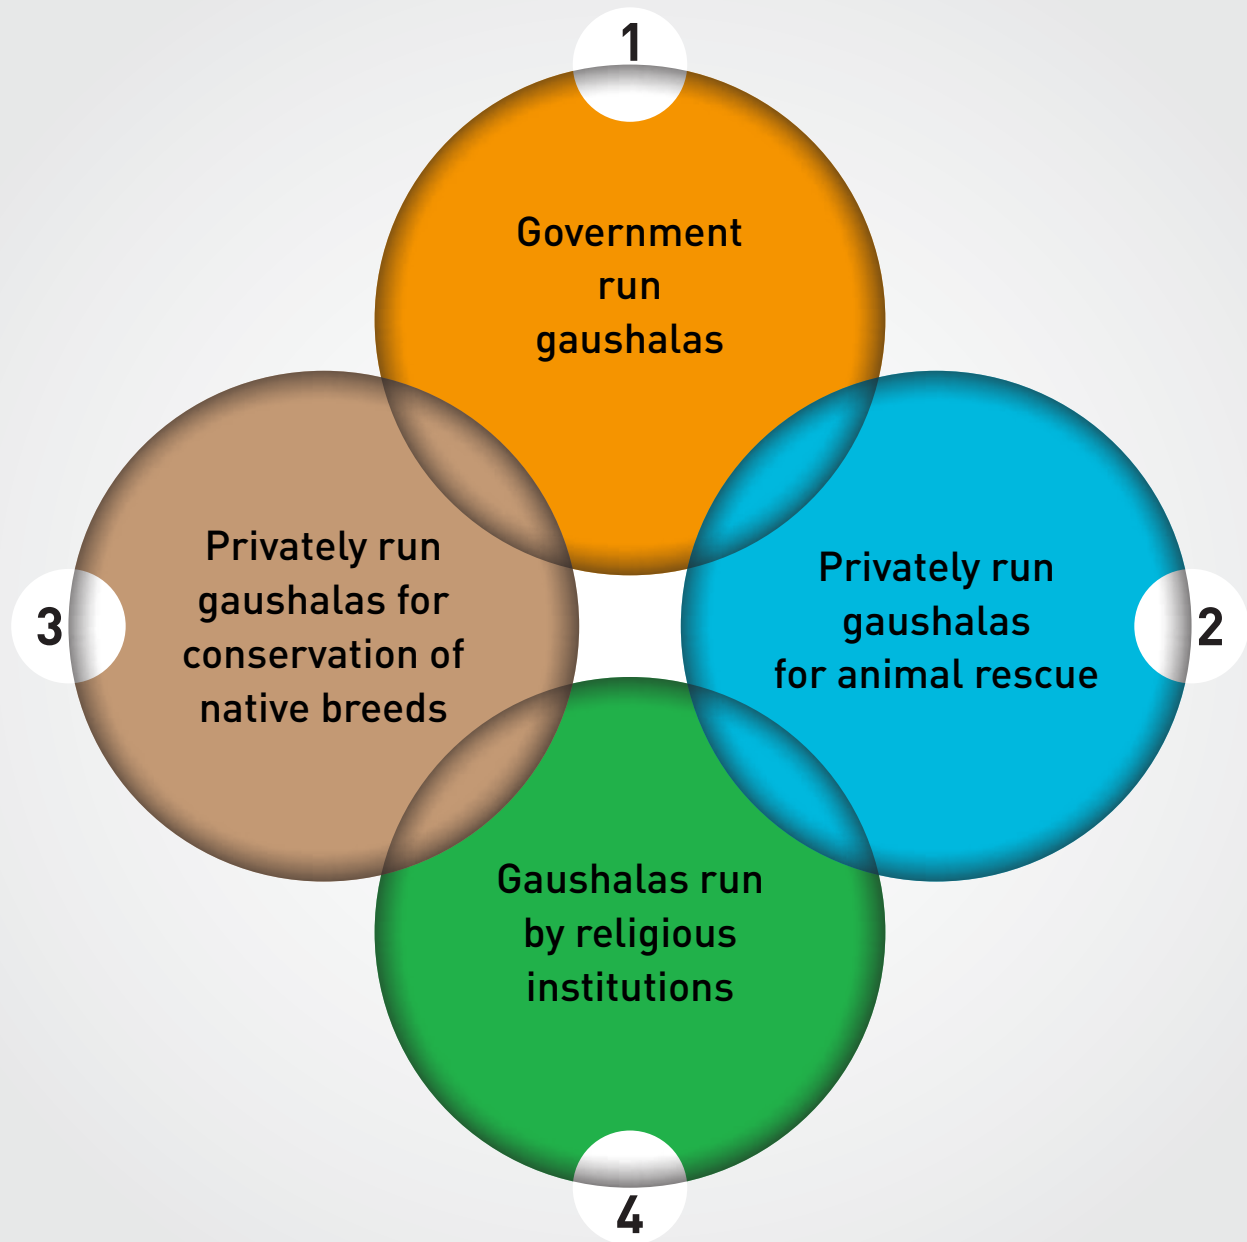 1
Government
run
gaushalas
Privately run
gaushalas
for animal rescue
2
3
Privately run
gaushalas for
conservation of
native breeds
Gaushalas run
by religious
institutions
4